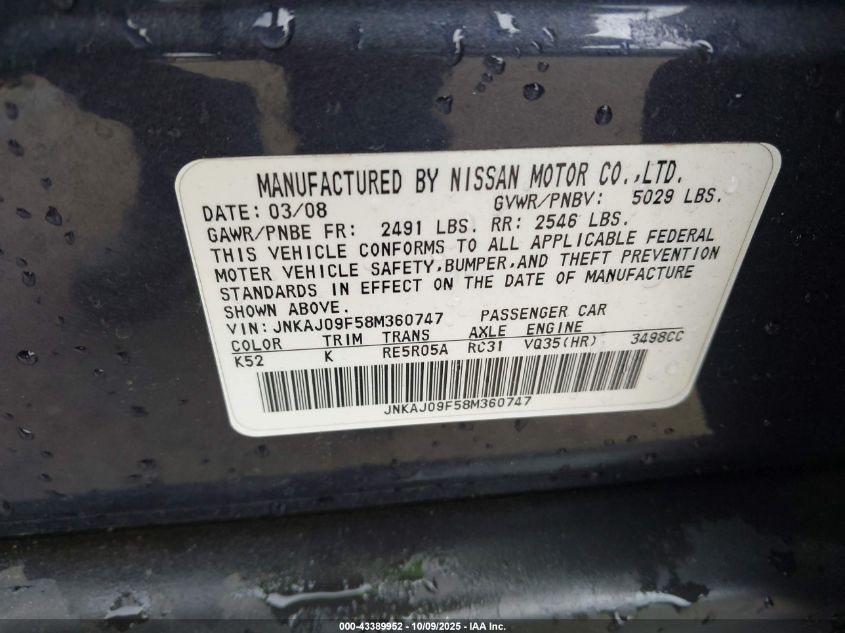 MANUFACTURED BY NISSAN MOTOR CO.,LTD.
DATE: 03/08 GVWR/PNBV: 5029 LBS.
GAWR/PNBE FR: 2491 LBS. RR: 2546 LBS.
THIS VEHICLE CONFORMS TO ALL APPLICABLE FEDERAL
MOTER VEHICLE SAFETY,BUMPER,AND THEFT PREVENTION
STANDARDS IN EFFECT ON THE DATE OF MANUFACTURE
SHOWN ABOVE.
VIN: JNKAJ09F58M360747 PASSENGER CAR
COLOR TRIM TRANS AXLE ENGINE
K52 K RE5R05A RC31 VQ35(HR) 3498CC
JNKAJ09F58M360747
000-43389952 - 10/09/2025 - IAA Inc.